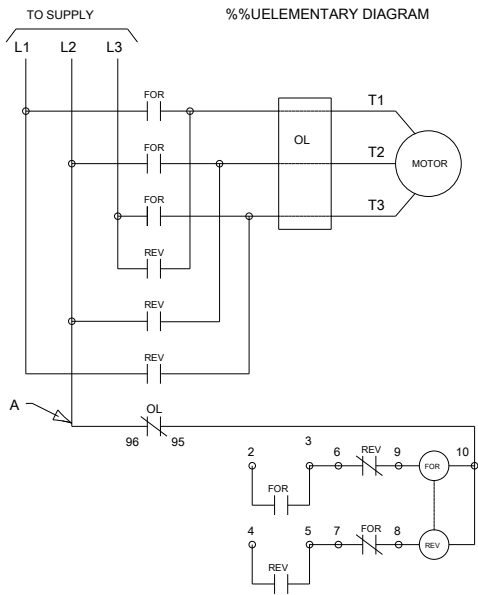 TO SUPPLY
%%UELEMENTARY DIAGRAM
L1 L2 L3
FOR
T1
OL
FOR
T2
MOTOR
FOR
T3
REV
REV
REV
A
OL
96 95
2 3 6 REV 9 10
FOR
FOR
4 5 7 FOR 8
REV
REV